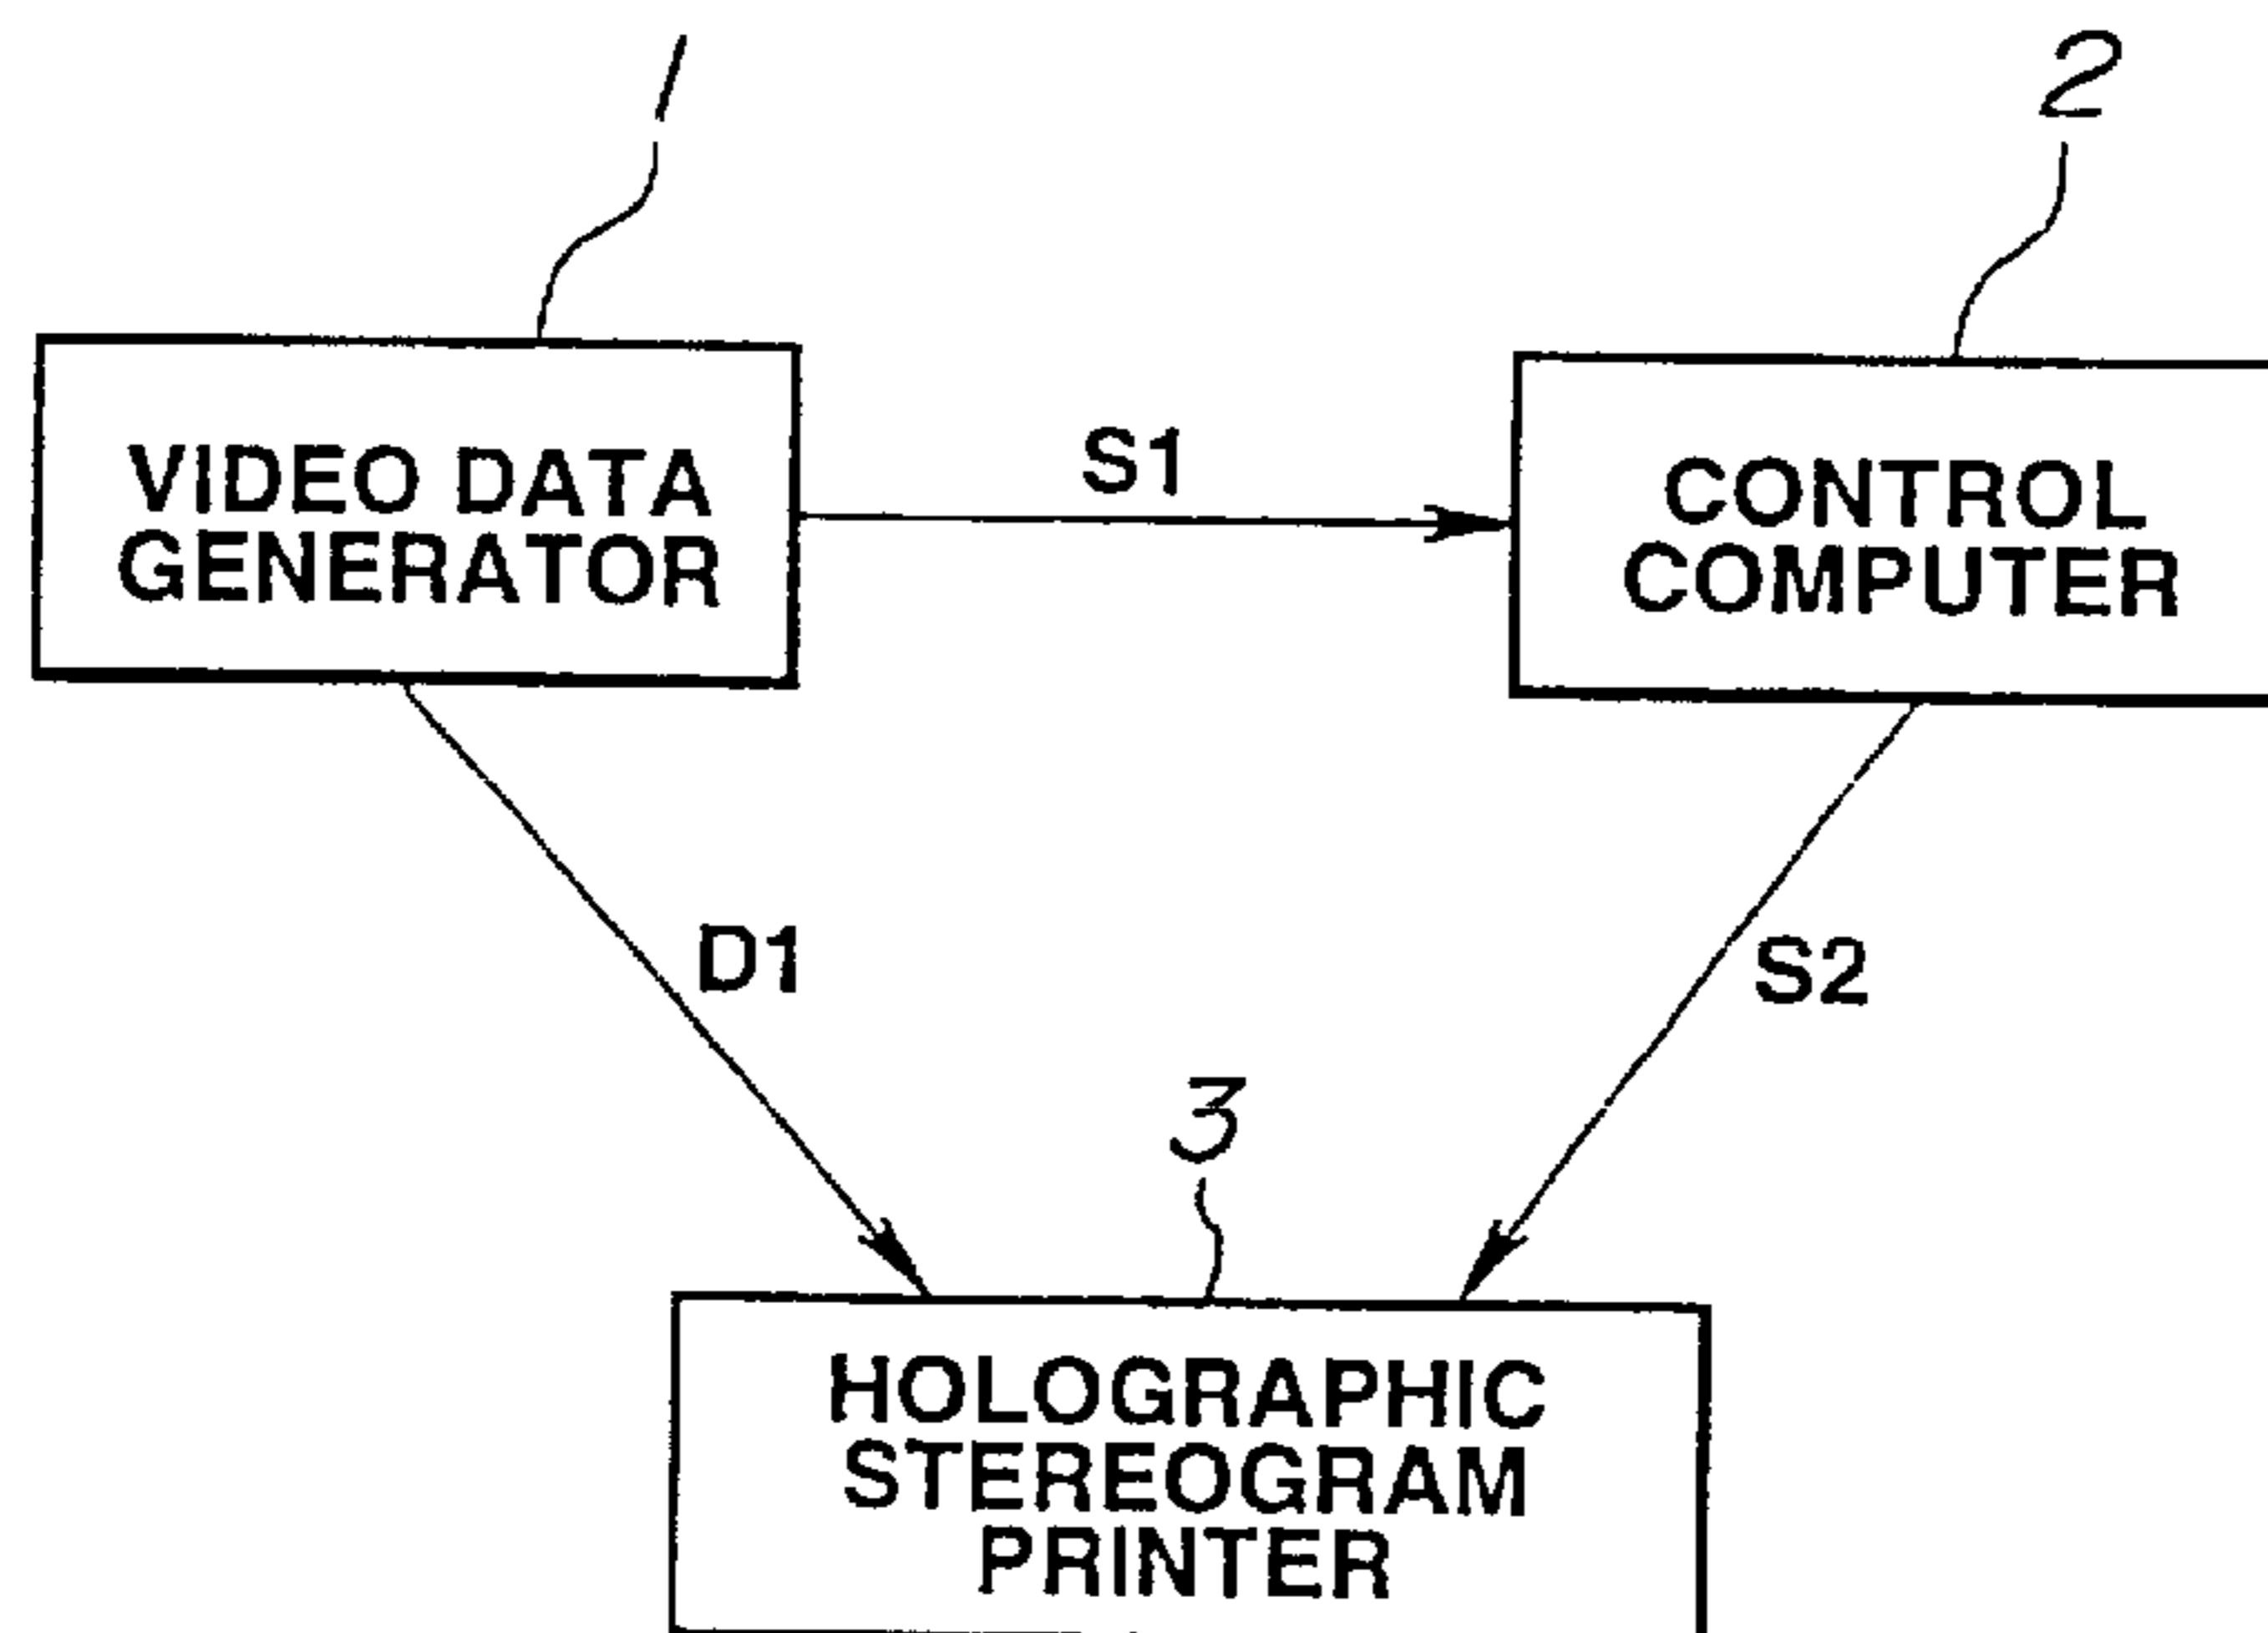 1
2
VIDEO DATA
GENERATOR
S1
CONTROL
COMPUTER
D1
S2
3
HOLOGRAPHIC
STEREOGRAM
PRINTER